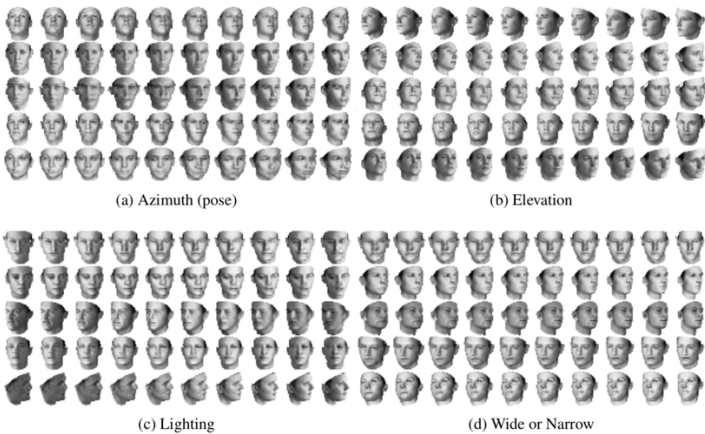 (a) Azimuth (pose)
(b) Elevation
(c) Lighting
(d) Wide or Narrow